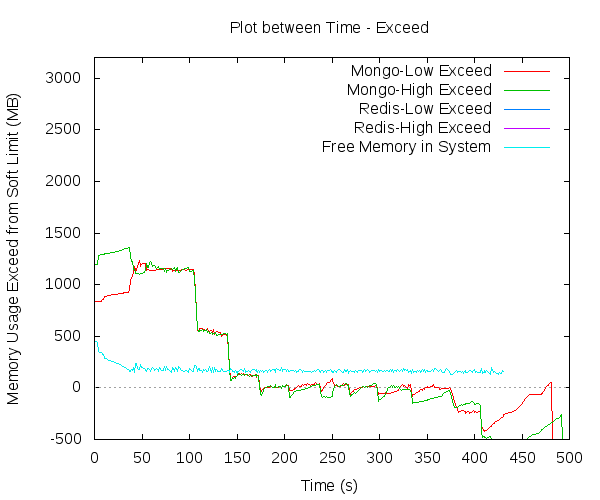 Plot between Time - Exceed
Memory Usage Exceed from Soft Limit (MB)
3000
2500
2000
1500
1000
500
0
-500
Mongo-Low Exceed
Mongo-High Exceed
Redis-Low Exceed
Redis-High Exceed
Free Memory in System
0 50 100 150 200 250 300 350 400 450 500
Time (s)